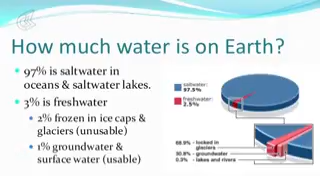 How much water is on Earth?
97% is saltwater in
oceans & saltwater lakes.
3% is freshwater
2% frozen in ice caps &
glaciers (unusable)
1% groundwater &
surface water (usable)
saltwater:
97.5%
freshwater:
2.5%
68.9% locked in
glaciers
30.8% groundwater
0.3% lakes and rivers